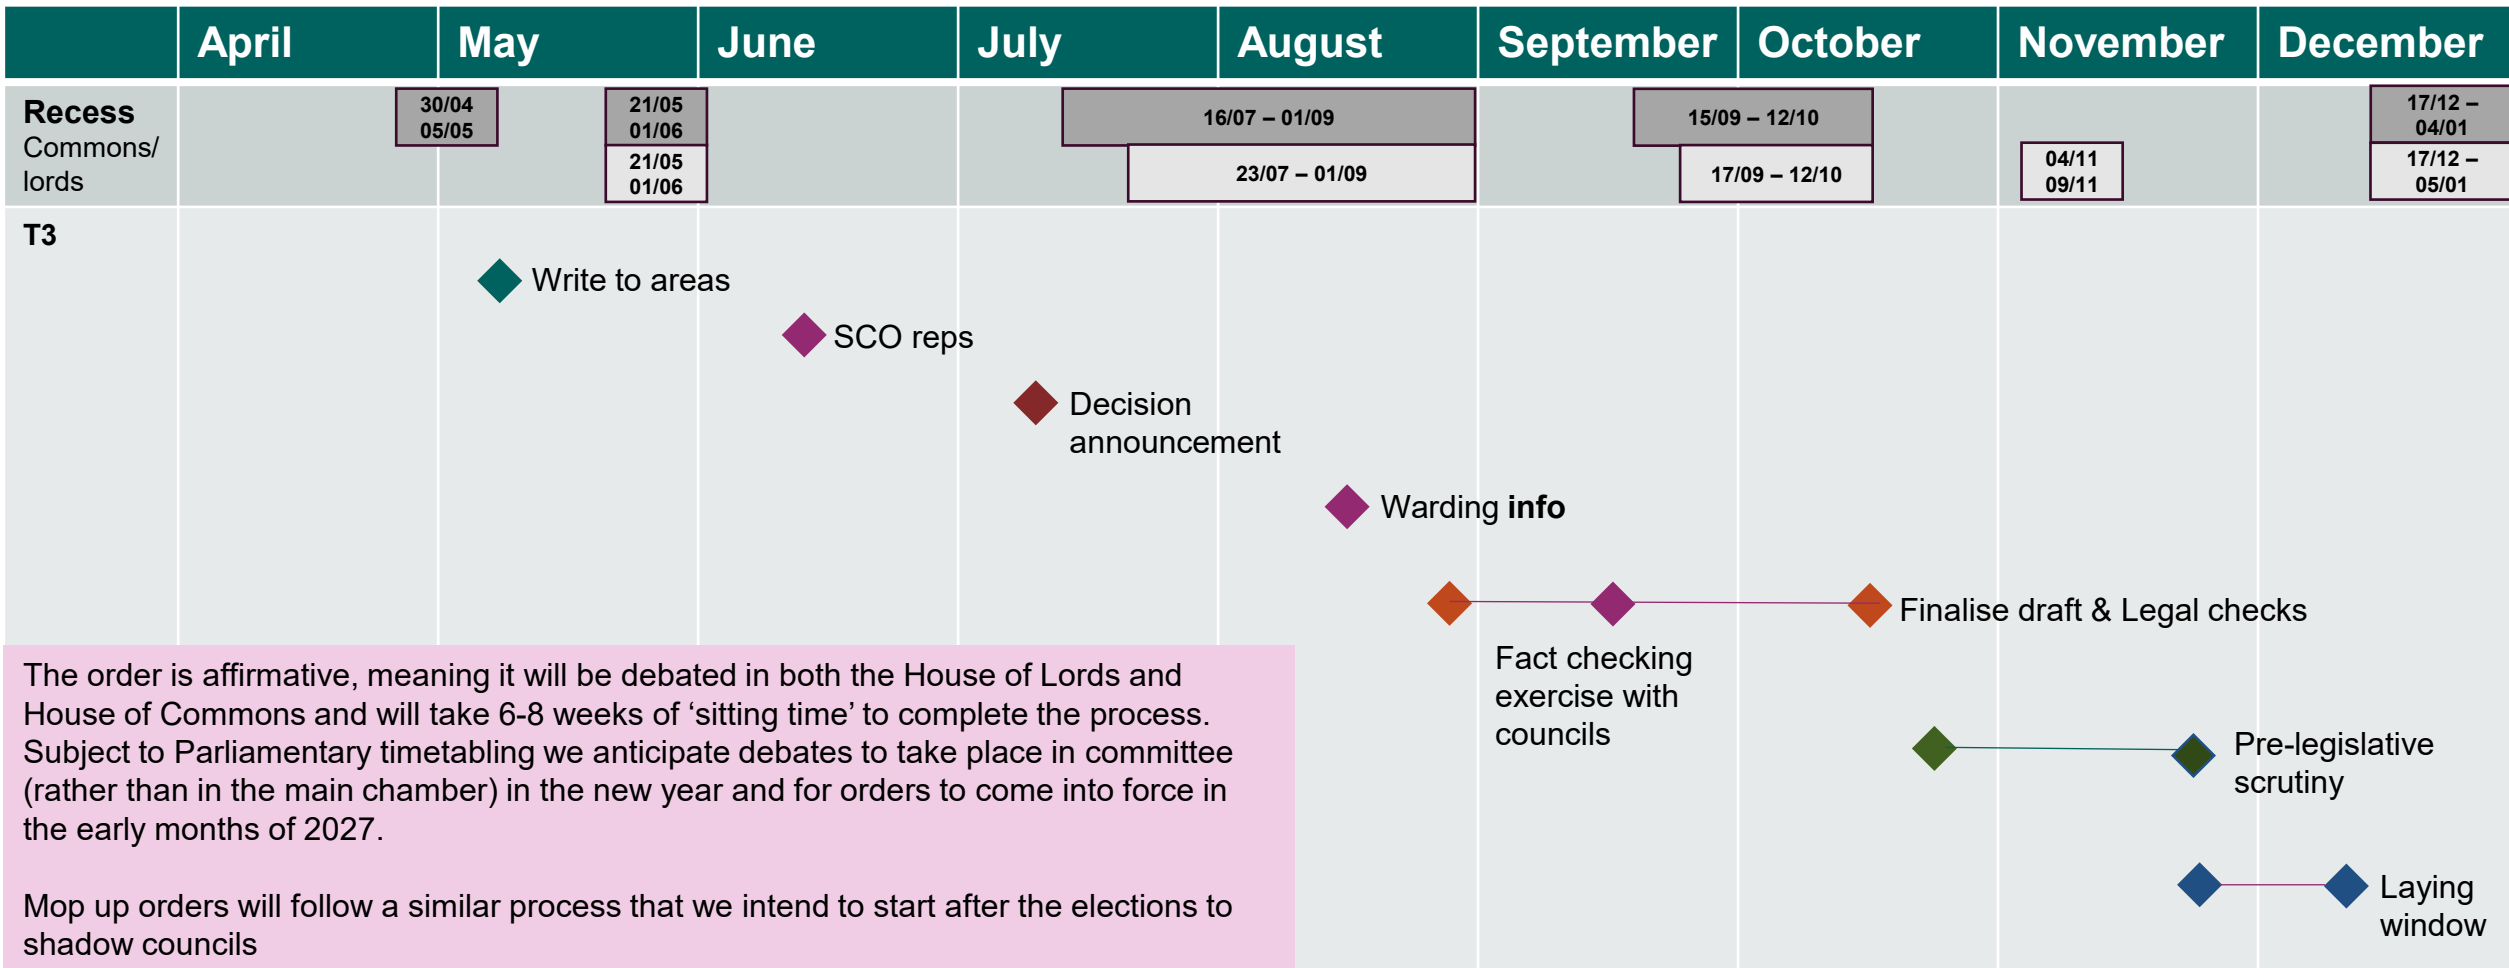 April May June July August September October November December
Recess
Commons/
lords
30/04
05/05
21/05
01/06
16/07 – 01/09
15/09 – 12/10
17/12 –
04/01
21/05
01/06
23/07 – 01/09
17/09 – 12/10
04/11
09/11
17/12 –
05/01
T3
Write to areas
SCO reps
Decision
announcement
Warding info
Finalise draft & Legal checks
Fact checking
exercise with
councils
Pre-legislative
scrutiny
Laying
window
The order is affirmative, meaning it will be debated in both the House of Lords and
House of Commons and will take 6-8 weeks of ‘sitting time’ to complete the process.
Subject to Parliamentary timetabling we anticipate debates to take place in committee
(rather than in the main chamber) in the new year and for orders to come into force in
the early months of 2027.
Mop up orders will follow a similar process that we intend to start after the elections to
shadow councils